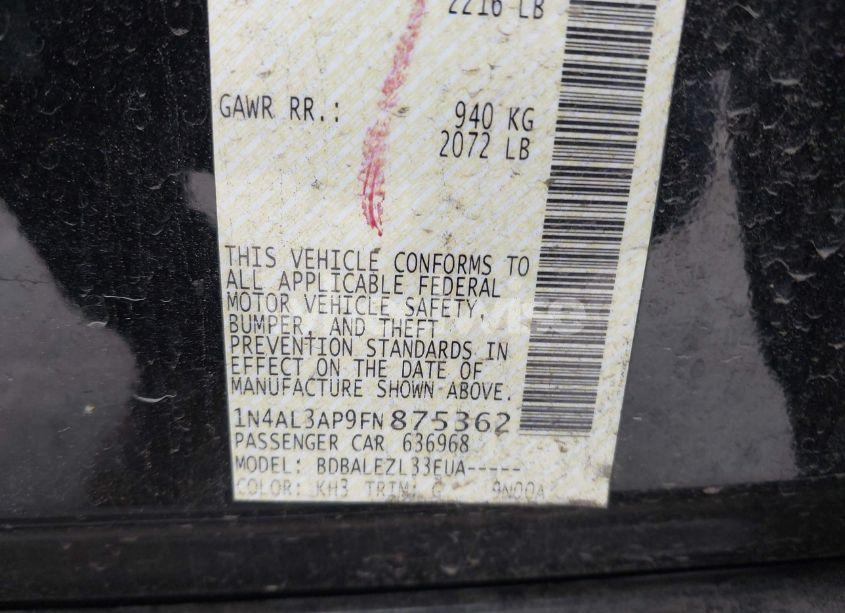 2216 LB
GAWR RR.: 940 KG
2072 LB
THIS VEHICLE CONFORMS TO
ALL APPLICABLE FEDERAL
MOTOR VEHICLE SAFETY,
BUMPER, AND THEFT
PREVENTION STANDARDS IN
EFFECT ON THE DATE OF
MANUFACTURE SHOWN ABOVE.
1N4AL3AP9FN875362
PASSENGER CAR 636968
MODEL: BDBALEZL33EUA-----
COLOR: KH3 TRIM: G 9N00A